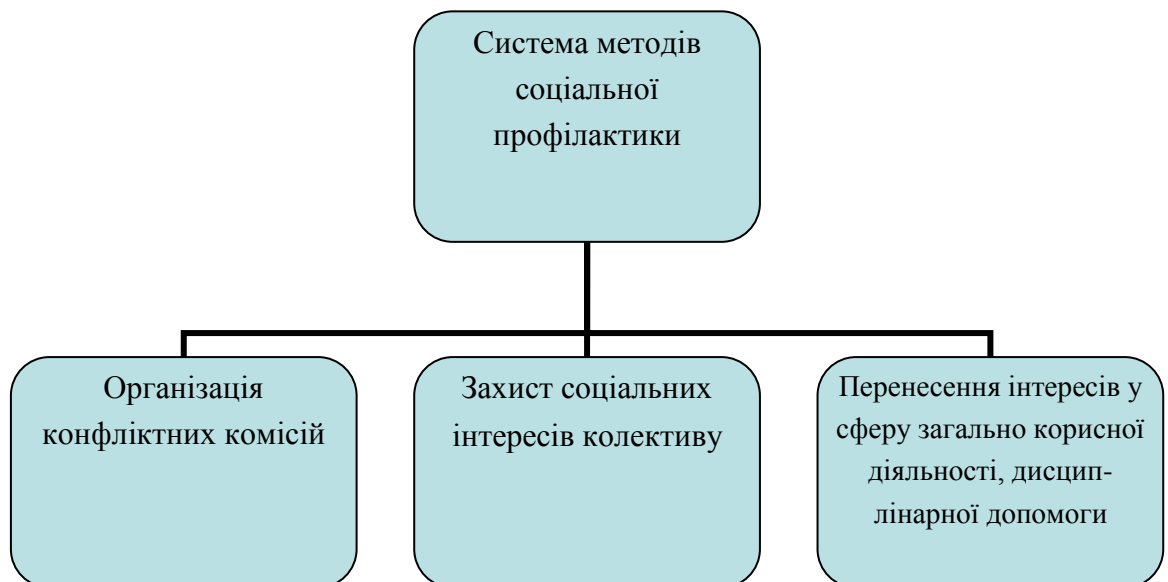 Система методів
соціальної
профілактики
Організація
конфліктних комісій
Захист соціальних
інтересів колективу
Перенесення інтересів у
сферу загально корисної
діяльності, дисцип-
лінарної допомоги